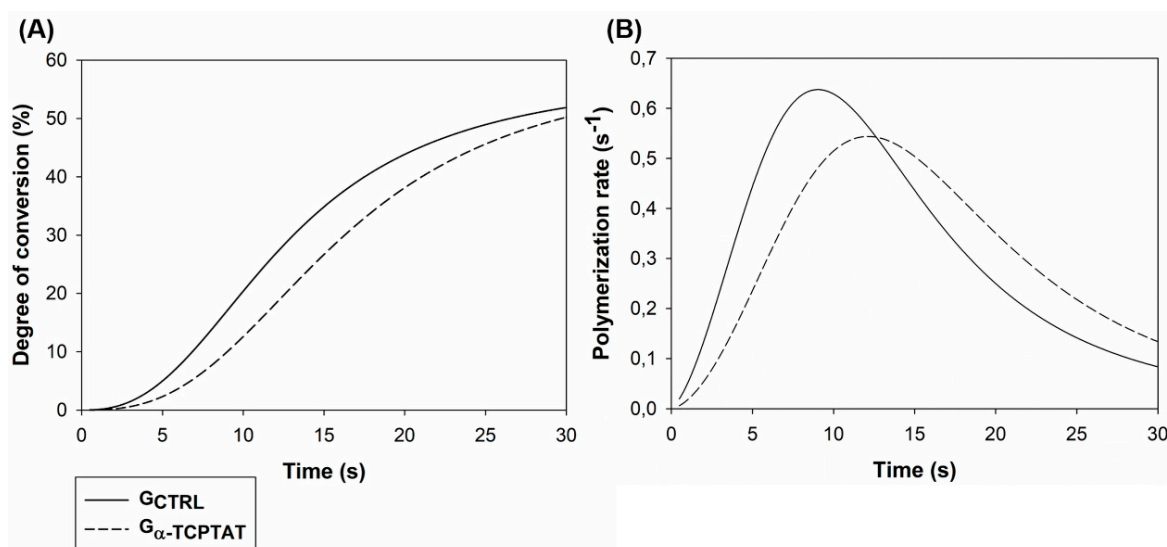 (A)
Degree of conversion (%)
60
50
40
30
20
10
0
0 5 10 15 20 25 30
Time (s)
(B)
Polymerization rate (s-1)
0,7
0,6
0,5
0,4
0,3
0,2
0,1
0,0
0 5 10 15 20 25 30
Time (s)
GCTRL
Gα-TCPTAT